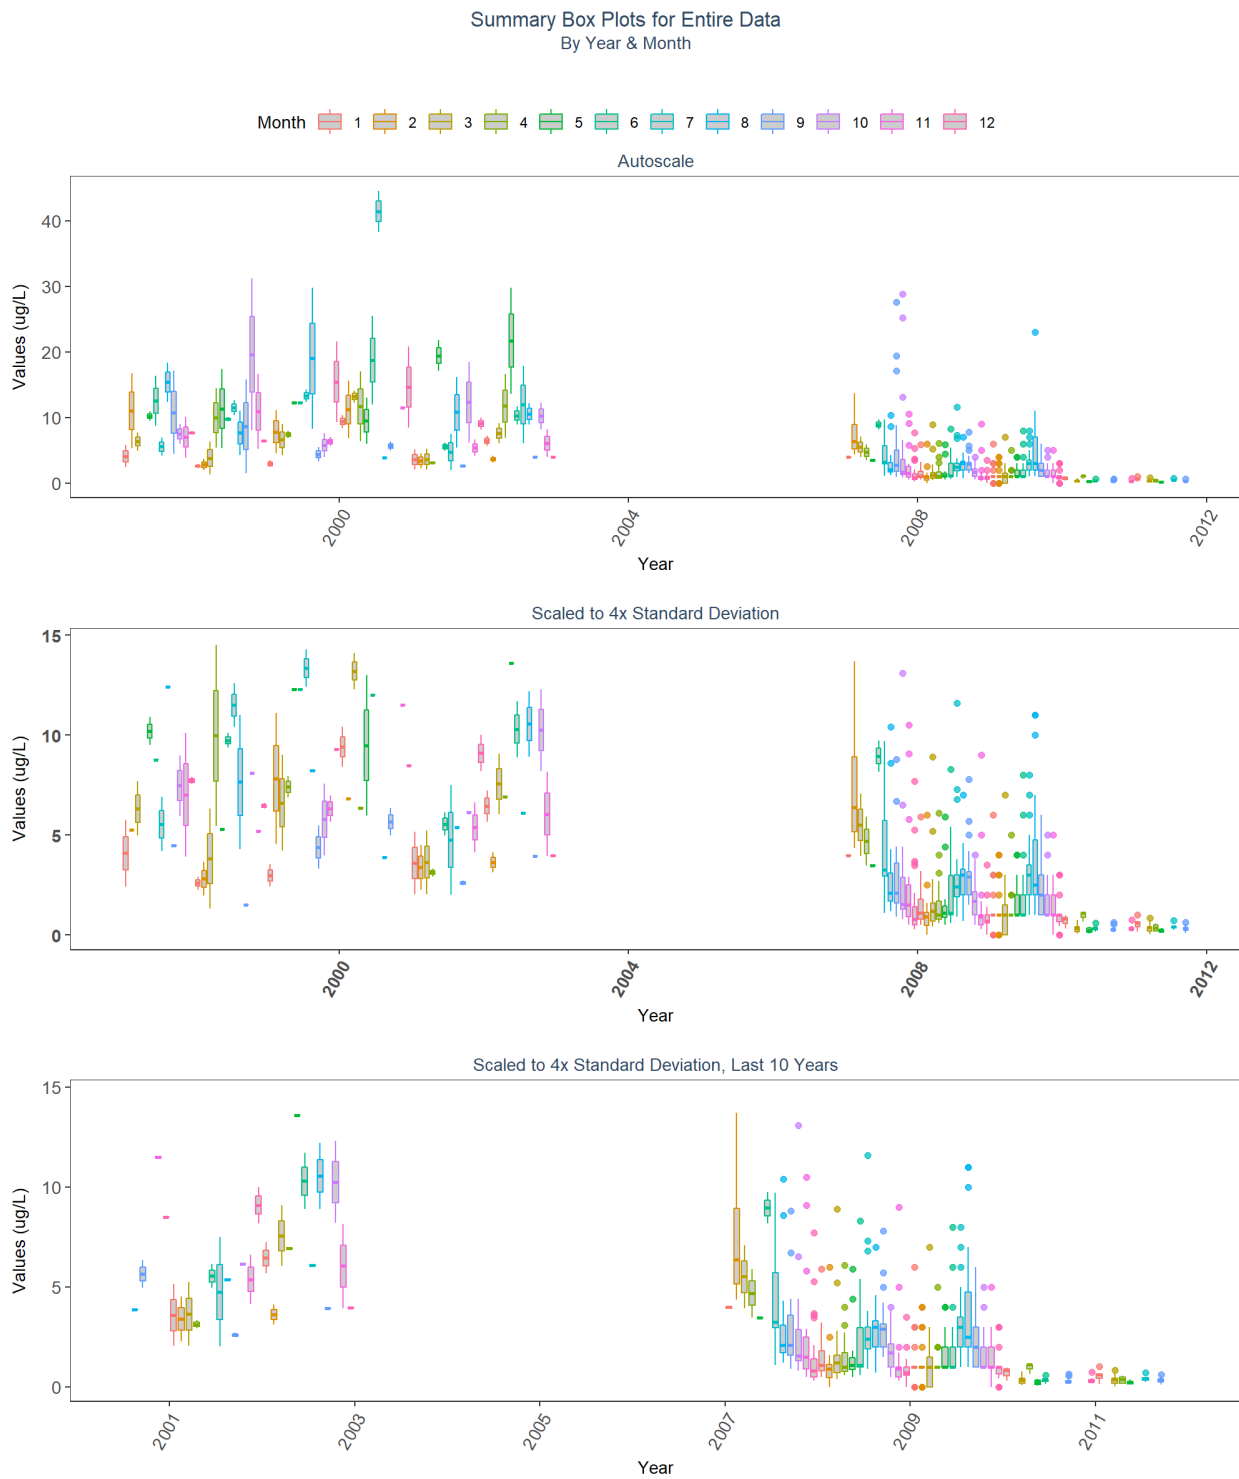 Summary Box Plots for Entire Data
By Year & Month
Month 1 2 3 4 5 6 7 8 9 10 11 12
Autoscale
Values (ug/L)
40
30
20
10
0
2000 2004 2008 2012
Year
Scaled to 4x Standard Deviation
Values (ug/L)
15
10
5
0
2000 2004 2008 2012
Year
Scaled to 4x Standard Deviation, Last 10 Years
Values (ug/L)
15
10
5
0
2001 2003 2005 2007 2009 2011
Year